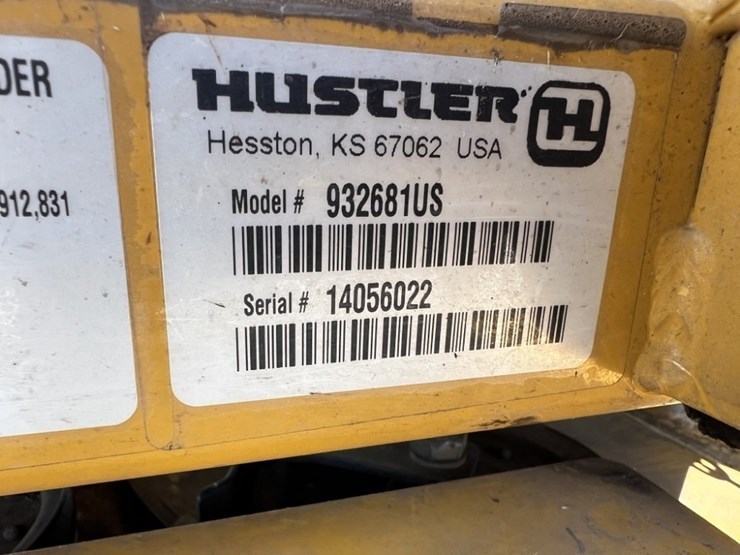 DER
912,831
HUSTLER H
Hesston, KS 67062 USA
Model # 932681US
Serial # 14056022